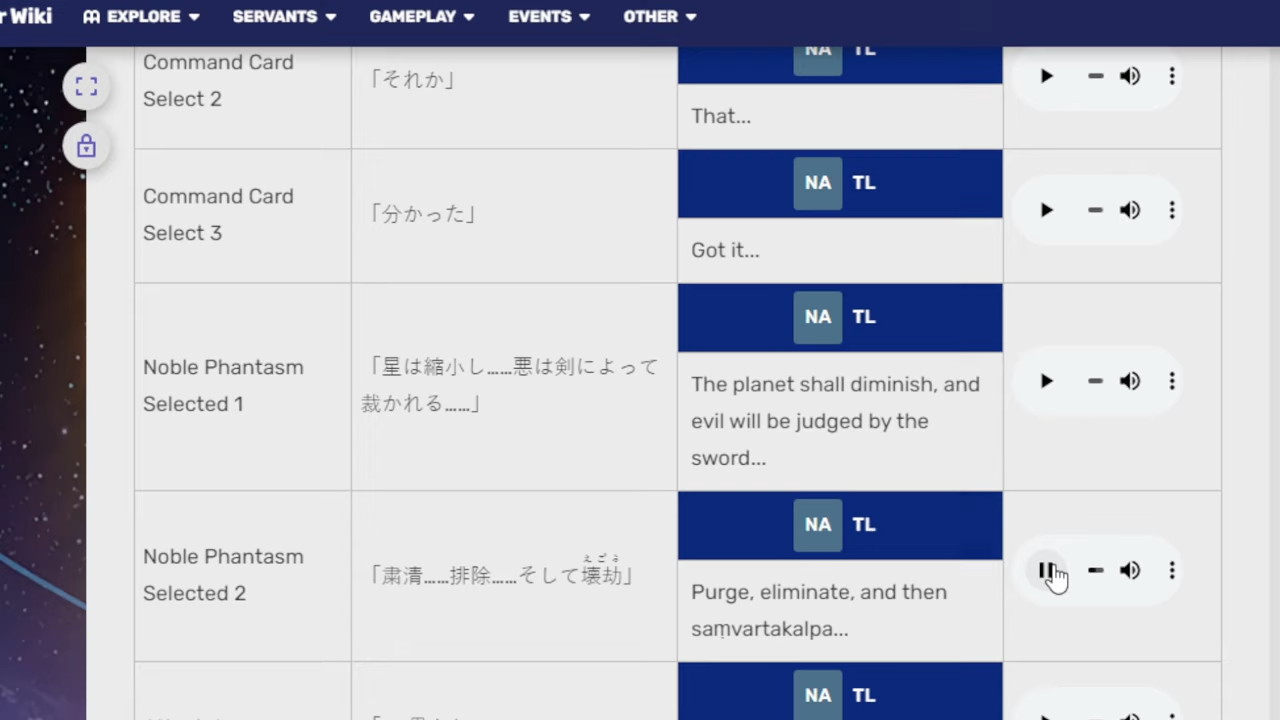 r Wiki EXPLORE SERVANTS GAMEPLAY EVENTS OTHER
Command Card
Select 2
「それか」
NA TL
That...
Command Card
Select 3
「分かった」
NA TL
Got it...
Noble Phantasm
Selected 1
「星は縮小し……悪は剣によって
裁かれる……」
NA TL
The planet shall diminish, and
evil will be judged by the
sword...
Noble Phantasm
Selected 2
えごう
「粛清……排除……そして壊劫」
NA TL
Purge, eliminate, and then
saṃvartakalpa...
NA TL